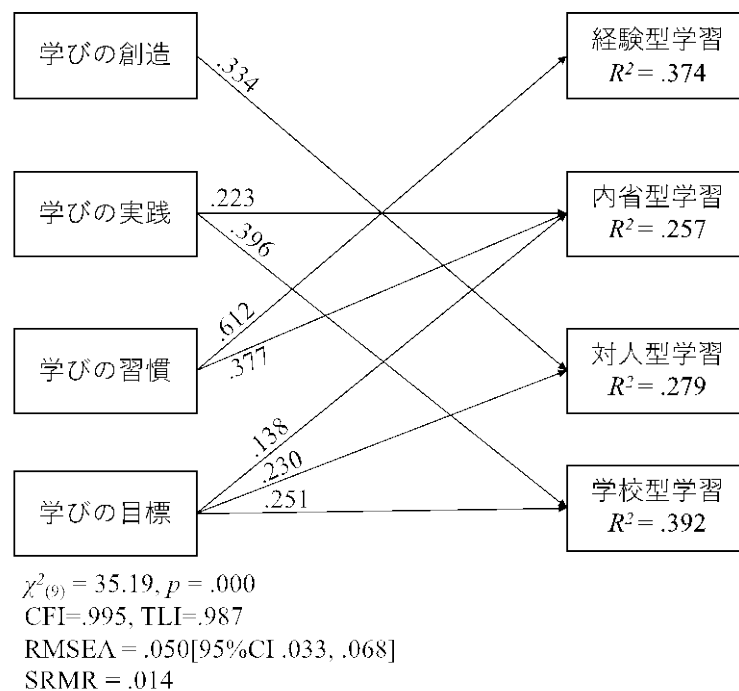 学びの創造
学びの実践
学びの習慣
学びの目標
.334
.223
.396
.612
.377
.138
.230
.251
経験型学習
R² = .374
内省型学習
R² = .257
対人型学習
R² = .279
学校型学習
R² = .392
χ²(9) = 35.19, p = .000
CFI=.995, TLI=.987
RMSEA = .050[95%CI .033, .068]
SRMR = .014